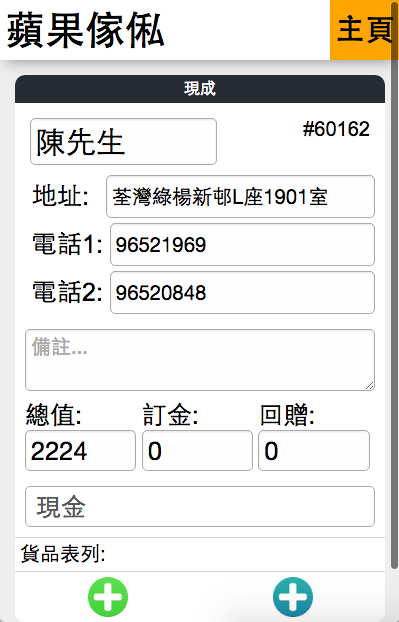 蘋果傢俬 主頁
現成
陳先生 #60162
地址: 荃灣綠楊新邨L座1901室
電話1: 96521969
電話2: 96520848
備註...
總值: 訂金: 回贈:
2224 0 0
現金
貨品表列: